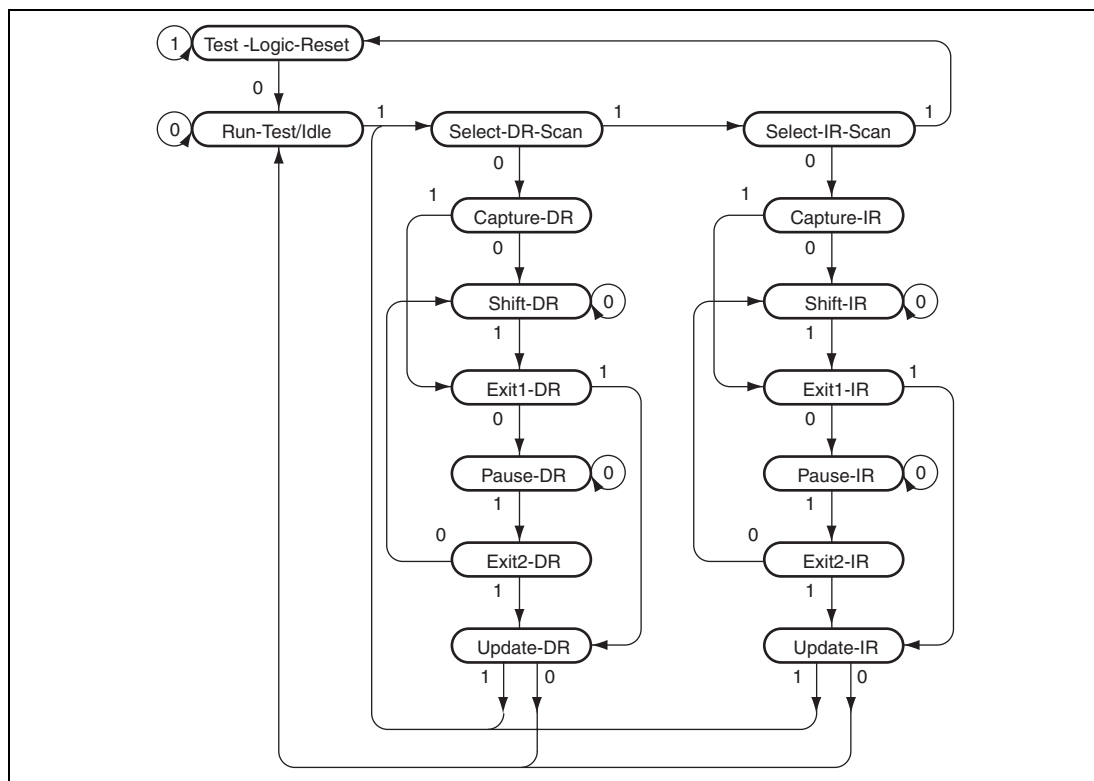 1 Test -Logic-Reset
0
0 Run-Test/Idle 1 Select-DR-Scan 1 Select-IR-Scan 1
0 0
1 Capture-DR 1 Capture-IR
0 0
Shift-DR 0 Shift-IR 0
1 1
Exit1-DR 1 Exit1-IR 1
0 0
Pause-DR 0 Pause-IR 0
1 1
0 Exit2-DR 0 Exit2-IR
1 1
Update-DR Update-IR
1 0 1 0